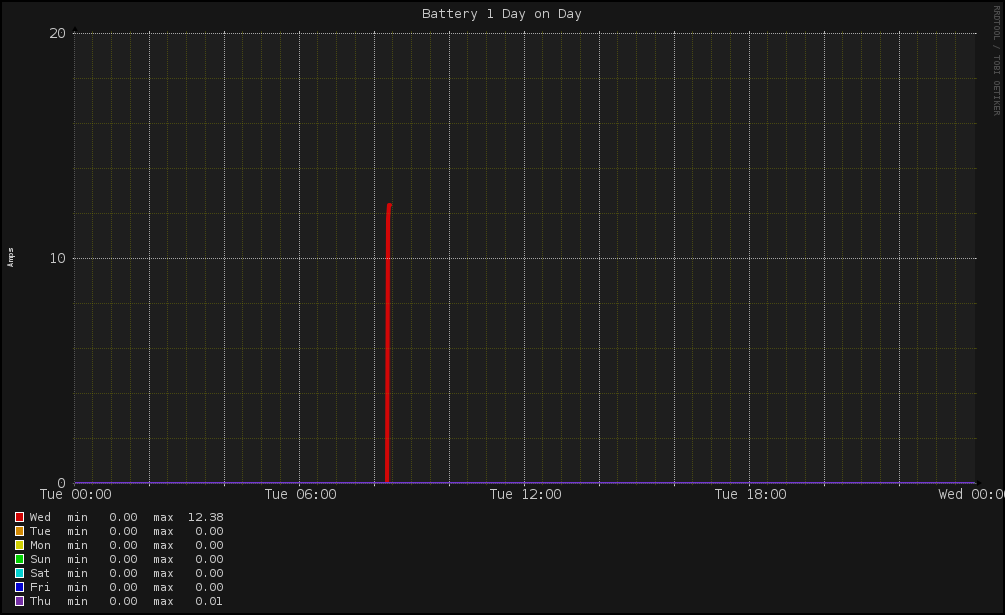 Battery 1 Day on Day
RRDTOOL / TOBI OETIKER
20
10
0
Amps
Tue 00:00 Tue 06:00 Tue 12:00 Tue 18:00 Wed 00:00
Wed min 0.00 max 12.38
Tue min 0.00 max 0.00
Mon min 0.00 max 0.00
Sun min 0.00 max 0.00
Sat min 0.00 max 0.00
Fri min 0.00 max 0.00
Thu min 0.00 max 0.01